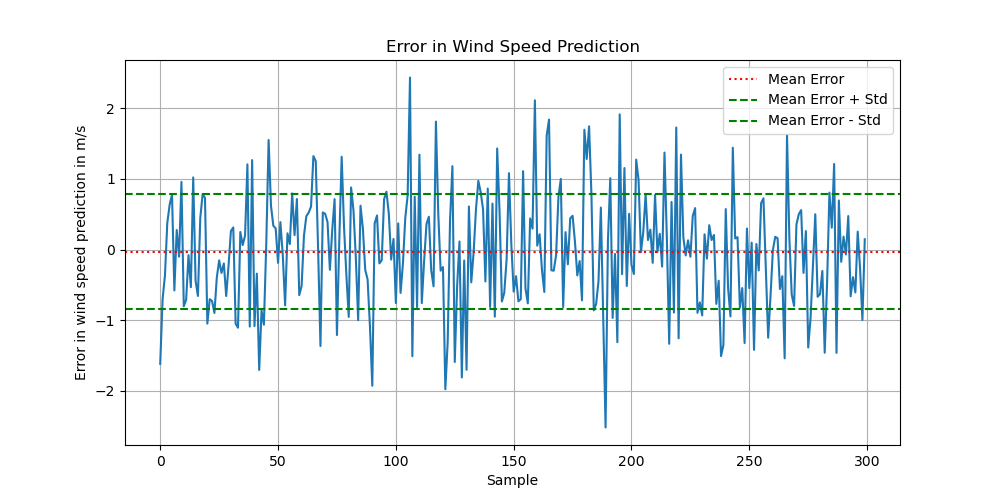 Error in Wind Speed Prediction
Mean Error
Mean Error + Std
Mean Error - Std
Error in wind speed prediction in m/s
2
1
0
−1
−2
0 50 100 150 200 250 300
Sample